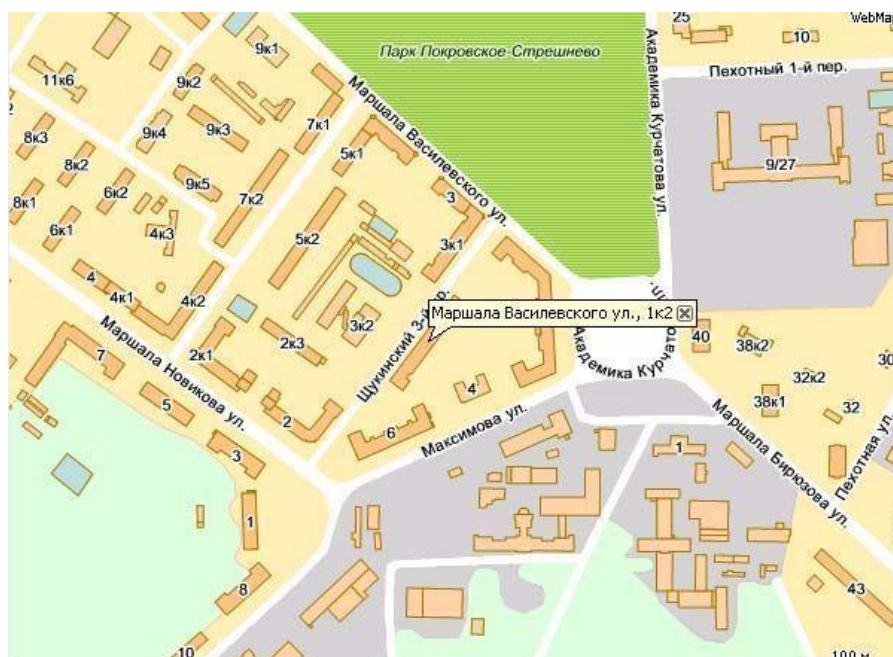 WebMap
25
10
9к1
Парк Покровское-Стрешнево
Академика Курчатова ул.
Пехотный 1-й пер.
11к6
9к2
Маршала Василевского ул.
7к1
9к4
9к3
8к3
5к1
8к2
9/27
9к5
6к2
7к2
3
8к1
6к1
4к3
5к2
3к1
4
4к1
4к2
Маршала Василевского ул., 1к2
Щукинский 3-й пер.
3к2
Маршала Новикова ул.
2к1
2к3
40
38к2
7
Академика Курчатова ул.
30
32к2
5
4
38к1
32
2
6
Максимова ул.
Маршала Бирюзова ул.
Пехотная ул.
3
1
1
8
43
10
100 м